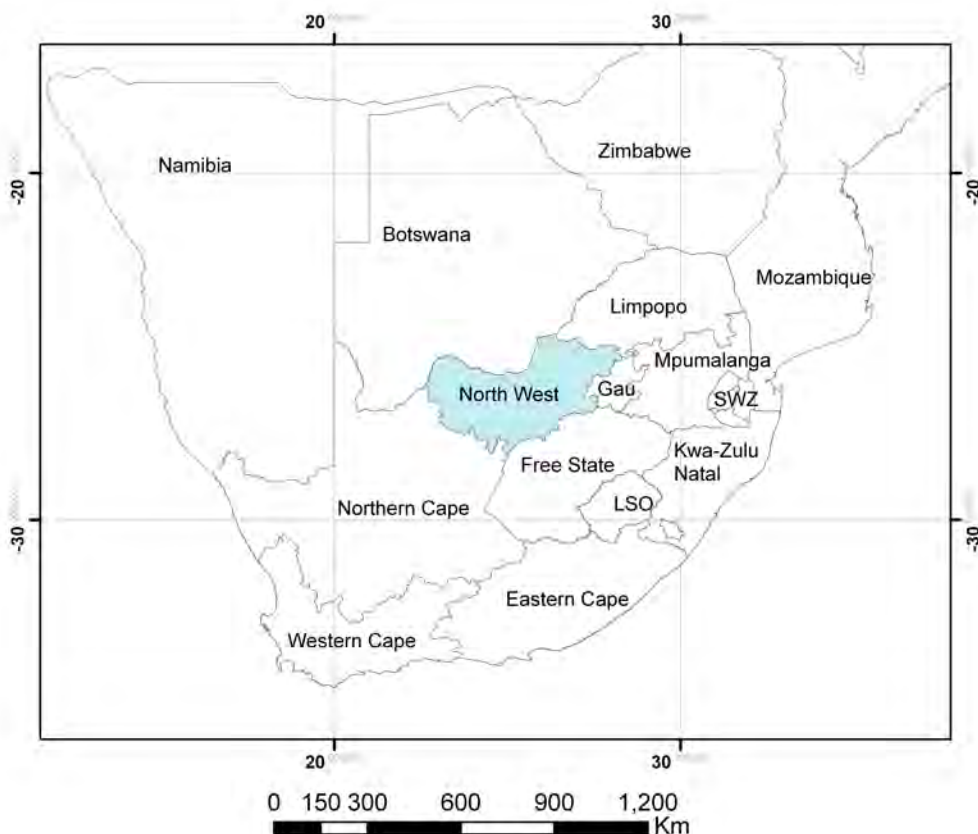 20 30
Namibia
Zimbabwe
-20 -20
Botswana
Mozambique
Limpopo
Mpumalanga
North West
Gau
SWZ
Kwa-Zulu
Natal
Free State
LSO
Northern Cape
-30 -30
Eastern Cape
Western Cape
20 30
0 150 300 600 900 1,200
Km